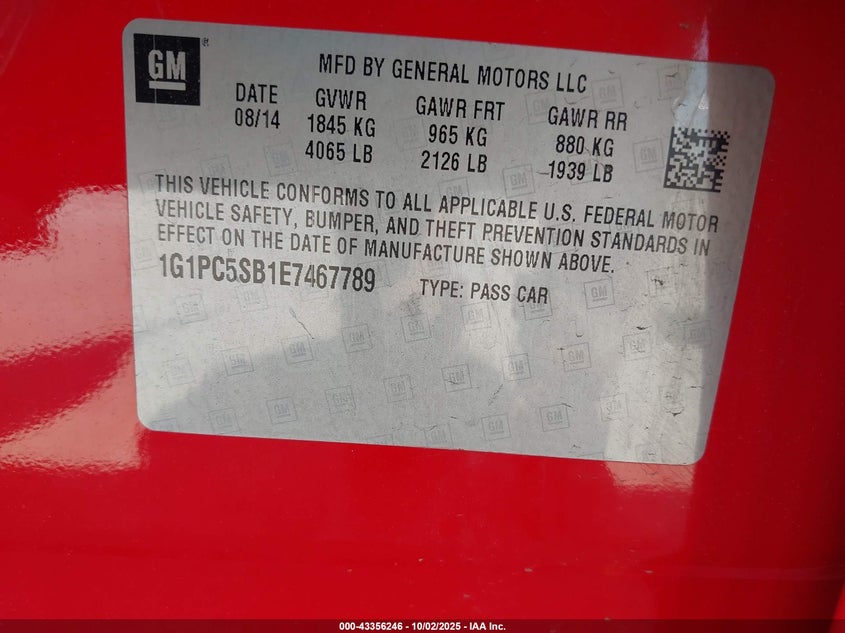 GM
MFD BY GENERAL MOTORS LLC
DATE GVWR GAWR FRT GAWR RR
08/14 1845 KG 965 KG 880 KG
4065 LB 2126 LB 1939 LB
THIS VEHICLE CONFORMS TO ALL APPLICABLE U.S. FEDERAL MOTOR
VEHICLE SAFETY, BUMPER, AND THEFT PREVENTION STANDARDS IN
EFFECT ON THE DATE OF MANUFACTURE SHOWN ABOVE.
1G1PC5SB1E7467789 TYPE: PASS CAR
000-43356246 - 10/02/2025 - IAA Inc.